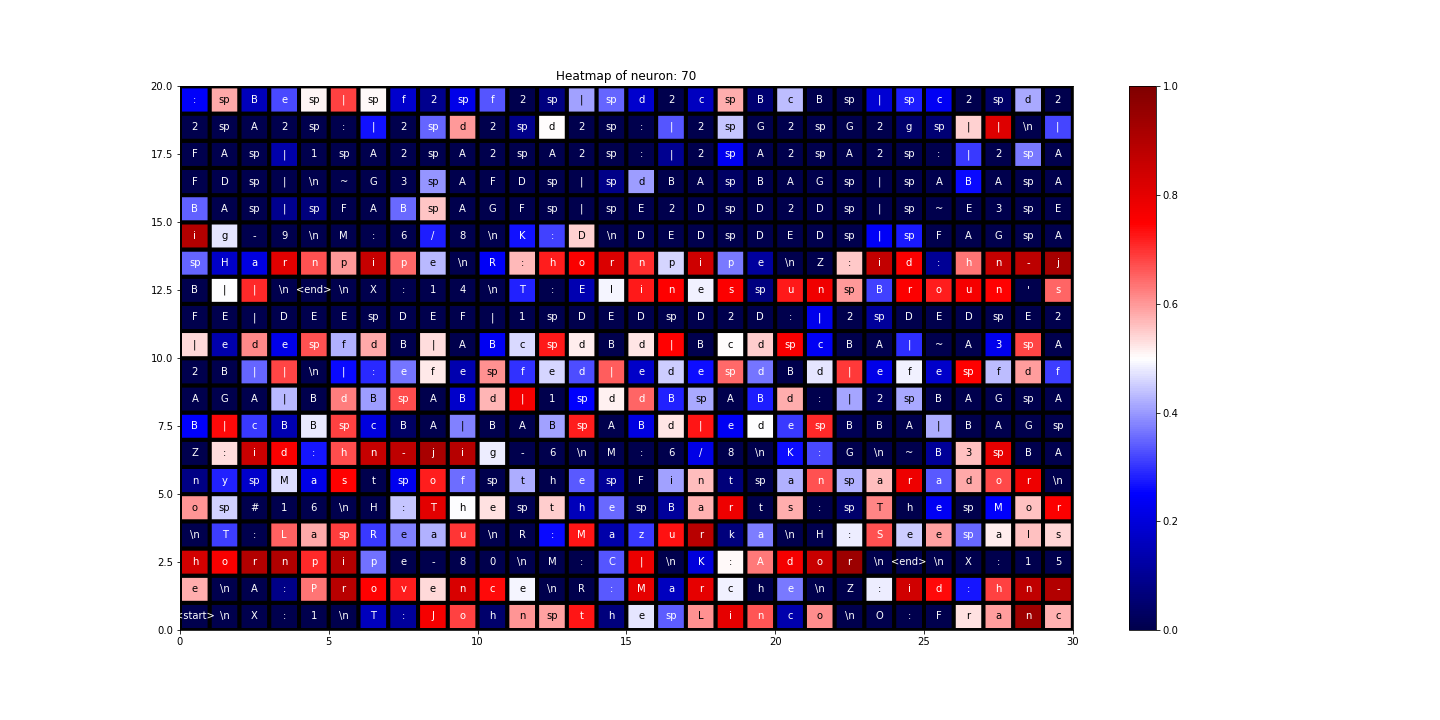 Heatmap of neuron: 70
20.0
: sp B e sp | sp f 2 sp f 2 sp | sp d 2 c sp B c B sp | sp c 2 sp d 2
2 sp A 2 sp : | 2 sp d 2 sp d 2 sp : | 2 sp G 2 sp G 2 g sp | | \n |
17.5
F A sp | 1 sp A 2 sp A 2 sp A 2 sp : | 2 sp A 2 sp A 2 sp : | 2 sp A
F D sp | \n ~ G 3 sp A F D sp | sp d B A sp B A G sp | sp A B A sp A
B A sp | sp F A B sp A G F sp | sp E 2 D sp D 2 D sp | sp ~ E 3 sp E
15.0
i g - 9 \n M : 6 / 8 \n K : D \n D E D sp D E D sp | sp F A G sp A
sp H a r n p i p e \n R : h o r n p i p e \n Z : i d : h n - j
12.5
B | | \n <end> \n X : 1 4 \n T : E l i n e s sp u n sp B r o u n ' s
F E | D E E sp D E F | 1 sp D E D sp D 2 D : | 2 sp D E D sp E 2
10.0
| e d e sp f d B | A B c sp d B d | B c d sp c B A | ~ A 3 sp A
2 B | | \n | : e f e sp f e d | e d e sp d B d | e f e sp f d f
A G A | B d B sp A B d | 1 sp d d B sp A B d : | 2 sp B A G sp A
7.5
B | c B B sp c B A | B A B sp A B d | e d e sp B B A | B A G sp
Z : i d : h n - j i g - 6 \n M : 6 / 8 \n K : G \n ~ B 3 sp B A
n y sp M a s t sp o f sp t h e sp F i n t sp a n sp a r a d o r \n
5.0
o sp # 1 6 \n H : T h e sp t h e sp B a r t s : sp T h e sp M o r
\n T : L a sp R e a u \n R : M a z u r k a \n H : S e e sp a l s
2.5
h o r n p i p e - 8 0 \n M : C | \n K : A d o r \n <end> \n X : 1 5
e \n A : P r o v e n c e \n R : M a r c h e \n Z : i d : h n -
<start> \n X : 1 \n T : J o h n sp t h e sp L i n c o \n O : F r a n c
0.0
0 5 10 15 20 25 30
1.0
0.8
0.6
0.4
0.2
0.0